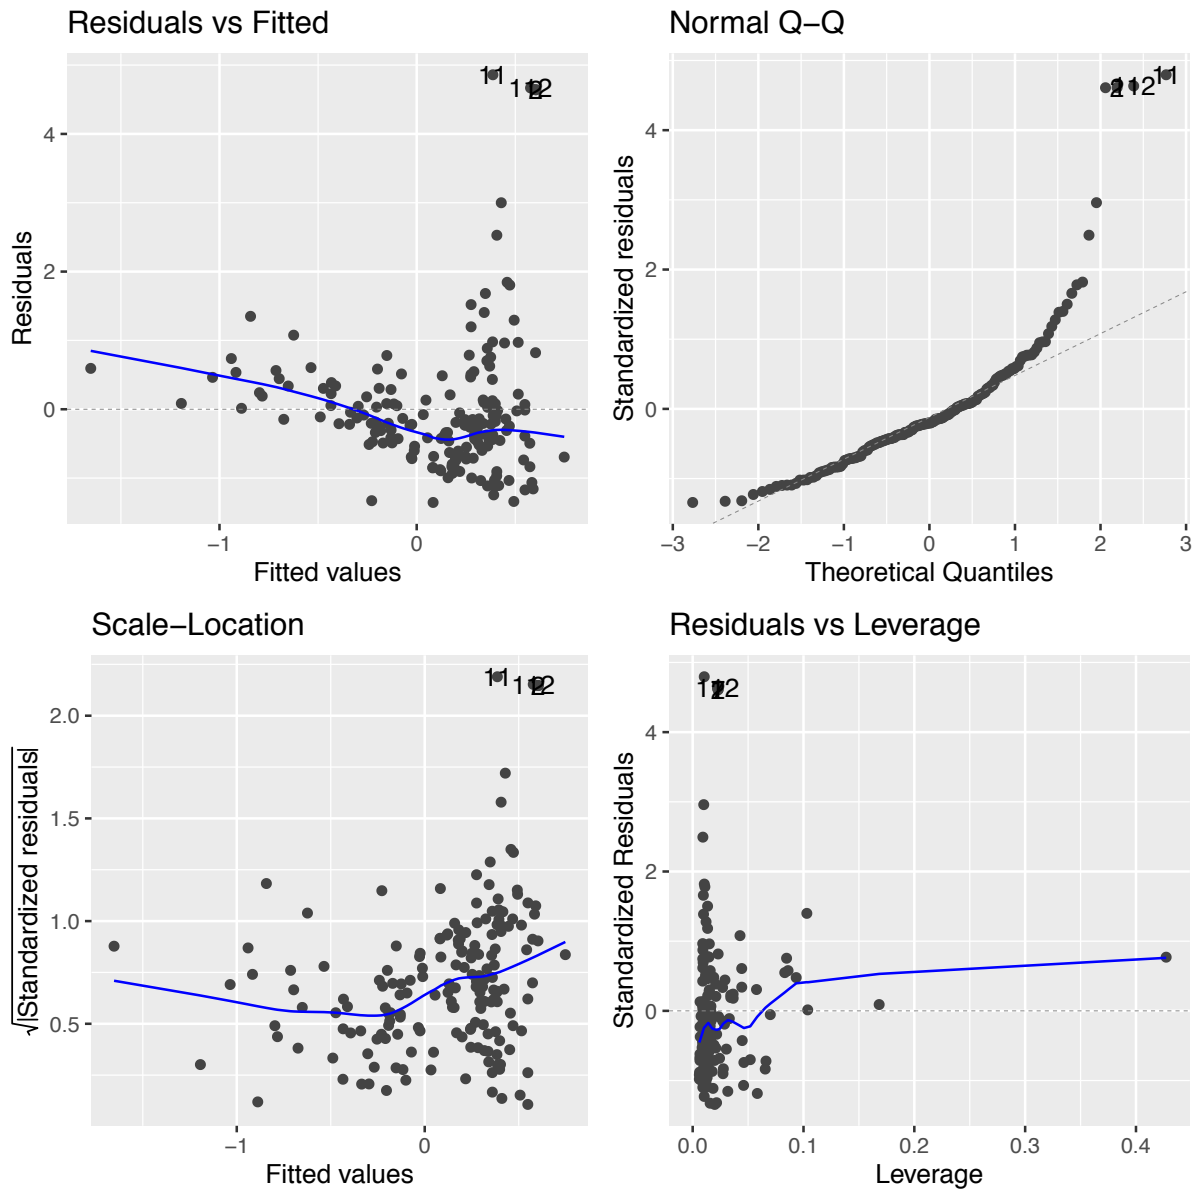 Residuals vs Fitted
Residuals
4
2
0
11
−1
0
Fitted values
Normal Q−Q
Standardized residuals
4
2
0
11
−3
−2
−1
0
1
2
3
Theoretical Quantiles
Scale−Location
√|Standardized residuals|
2.0
1.5
1.0
0.5
11
−1
0
Fitted values
Residuals vs Leverage
Standardized Residuals
4
2
0
0.0
0.1
0.2
0.3
0.4
Leverage